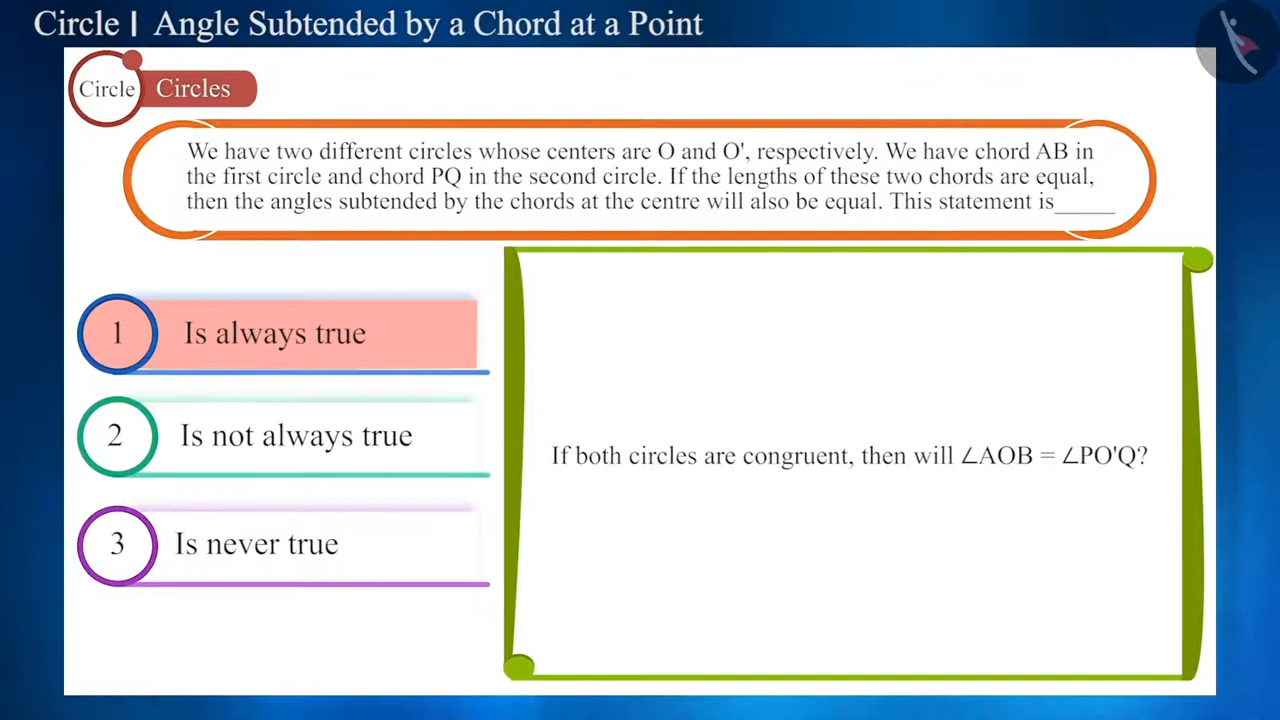 Circle | Angle Subtended by a Chord at a Point
Circle Circles
We have two different circles whose centers are O and O', respectively. We have chord AB in
the first circle and chord PQ in the second circle. If the lengths of these two chords are equal,
then the angles subtended by the chords at the centre will also be equal. This statement is_____
1 Is always true
2 Is not always true
3 Is never true
If both circles are congruent, then will ∠AOB = ∠PO'Q?